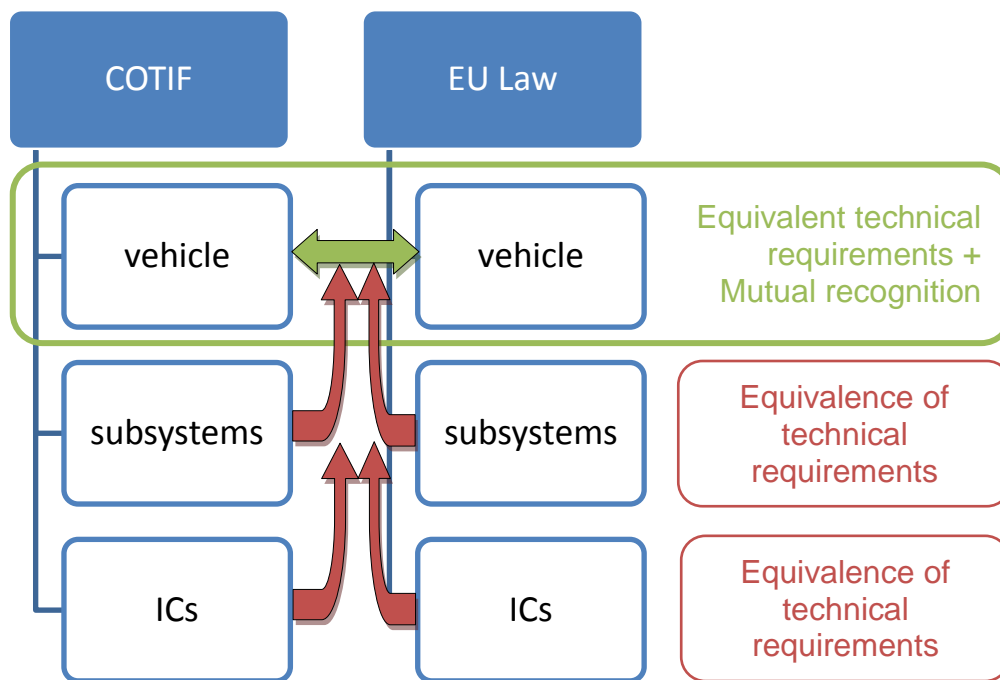 COTIF
EU Law
vehicle
vehicle
Equivalent technical
requirements +
Mutual recognition
subsystems
subsystems
Equivalence of
technical
requirements
ICs
ICs
Equivalence of
technical
requirements